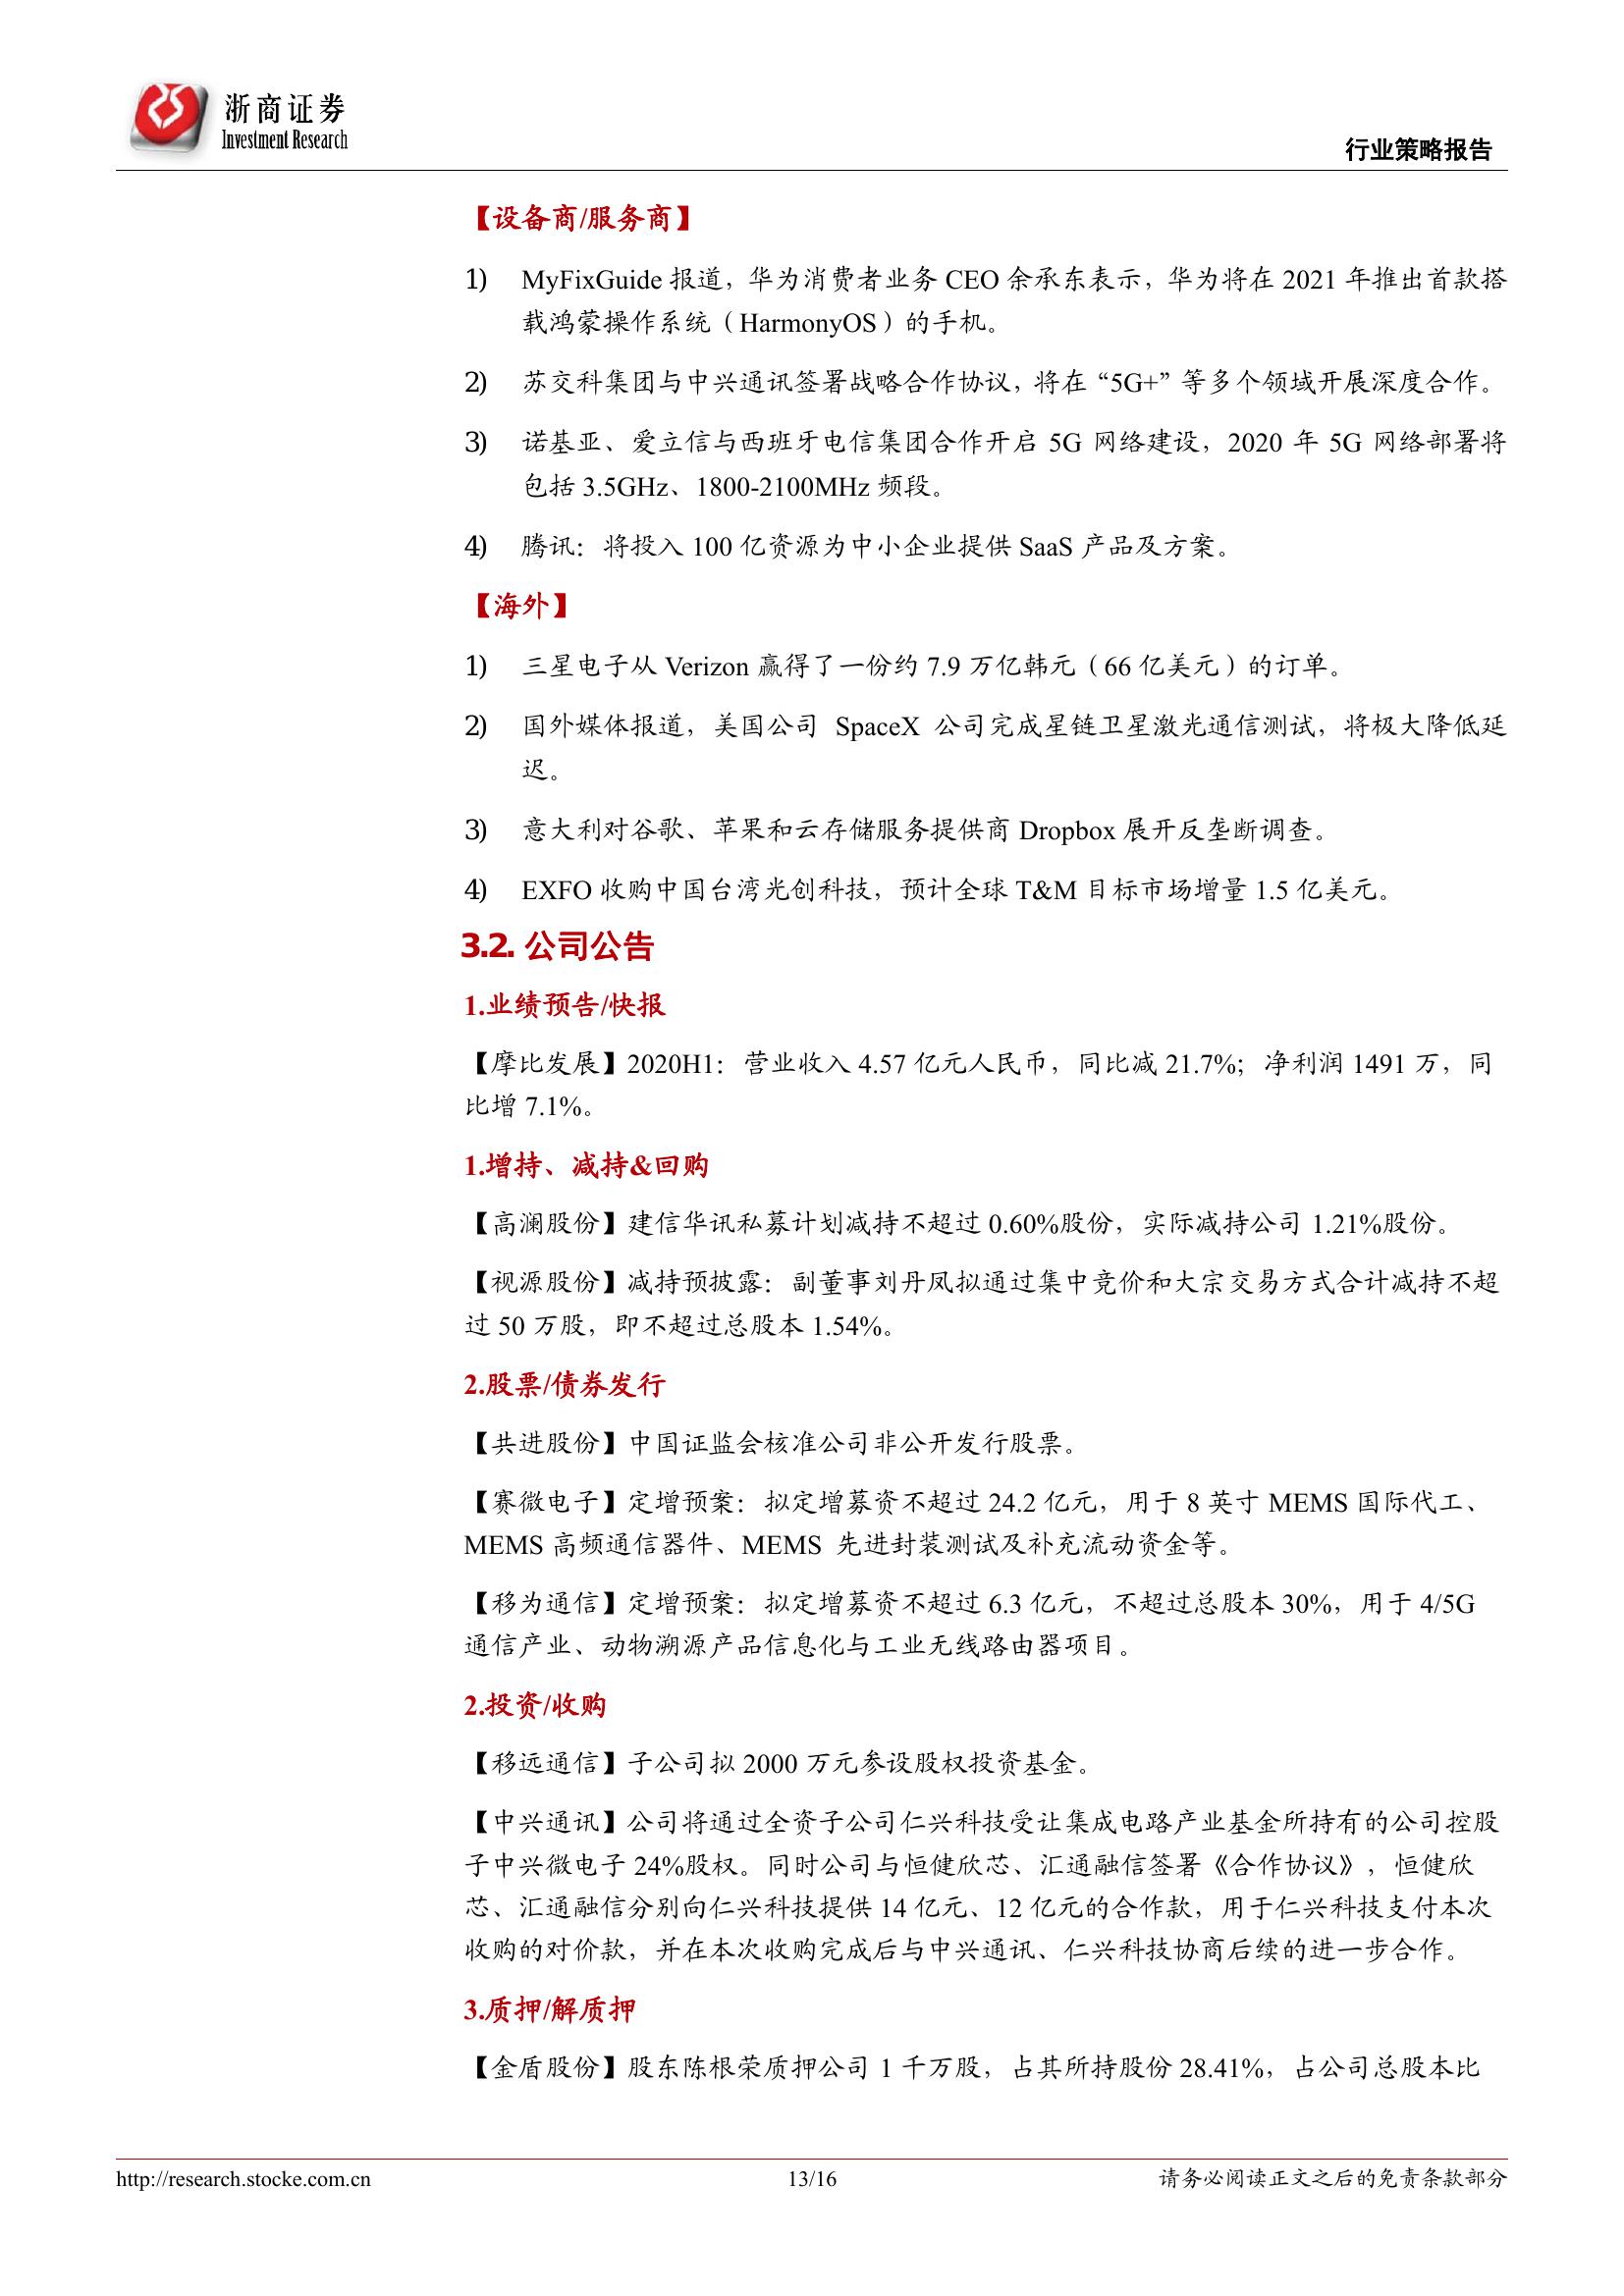 浙商证券
Investment Research
行业策略报告
【设备商/服务商】
1) MyFixGuide 报道，华为消费者业务 CEO 余承东表示，华为将在 2021 年推出首款搭
载鸿蒙操作系统（HarmonyOS）的手机。
2) 苏交科集团与中兴通讯签署战略合作协议，将在“5G+”等多个领域开展深度合作。
3) 诺基亚、爱立信与西班牙电信集团合作开启 5G 网络建设，2020 年 5G 网络部署将
包括 3.5GHz、1800-2100MHz 频段。
4) 腾讯：将投入 100 亿资源为中小企业提供 SaaS 产品及方案。
【海外】
1) 三星电子从 Verizon 赢得了一份约 7.9 万亿韩元（66 亿美元）的订单。
2) 国外媒体报道，美国公司 SpaceX 公司完成星链卫星激光通信测试，将极大降低延
迟。
3) 意大利对谷歌、苹果和云存储服务提供商 Dropbox 展开反垄断调查。
4) EXFO 收购中国台湾光创科技，预计全球 T&M 目标市场增量 1.5 亿美元。
3.2. 公司公告
1.业绩预告/快报
【摩比发展】2020H1：营业收入 4.57 亿元人民币，同比减 21.7%；净利润 1491 万，同
比增 7.1%。
1.增持、减持&回购
【高澜股份】建信华讯私募计划减持不超过 0.60%股份，实际减持公司 1.21%股份。
【视源股份】减持预披露：副董事刘丹凤拟通过集中竞价和大宗交易方式合计减持不超
过 50 万股，即不超过总股本 1.54%。
2.股票/债券发行
【共进股份】中国证监会核准公司非公开发行股票。
【赛微电子】定增预案：拟定增募资不超过 24.2 亿元，用于 8 英寸 MEMS 国际代工、
MEMS 高频通信器件、MEMS 先进封装测试及补充流动资金等。
【移为通信】定增预案：拟定增募资不超过 6.3 亿元，不超过总股本 30%，用于 4/5G
通信产业、动物溯源产品信息化与工业无线路由器项目。
2.投资/收购
【移远通信】子公司拟 2000 万元参设股权投资基金。
【中兴通讯】公司将通过全资子公司仁兴科技受让集成电路产业基金所持有的公司控股
子中兴微电子 24%股权。同时公司与恒健欣芯、汇通融信签署《合作协议》，恒健欣
芯、汇通融信分别向仁兴科技提供 14 亿元、12 亿元的合作款，用于仁兴科技支付本次
收购的对价款，并在本次收购完成后与中兴通讯、仁兴科技协商后续的进一步合作。
3.质押/解质押
【金盾股份】股东陈根荣质押公司 1 千万股，占其所持股份 28.41%，占公司总股本比
http://research.stocke.com.cn
13/16
请务必阅读正文之后的免责条款部分